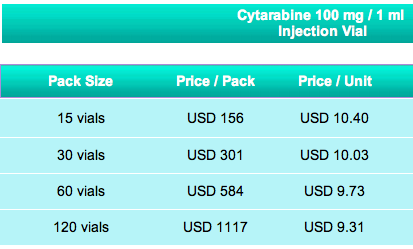 Cytarabine 100 mg / 1 ml
Injection Vial
Pack Size Price / Pack Price / Unit
15 vials USD 156 USD 10.40
30 vials USD 301 USD 10.03
60 vials USD 584 USD 9.73
120 vials USD 1117 USD 9.31